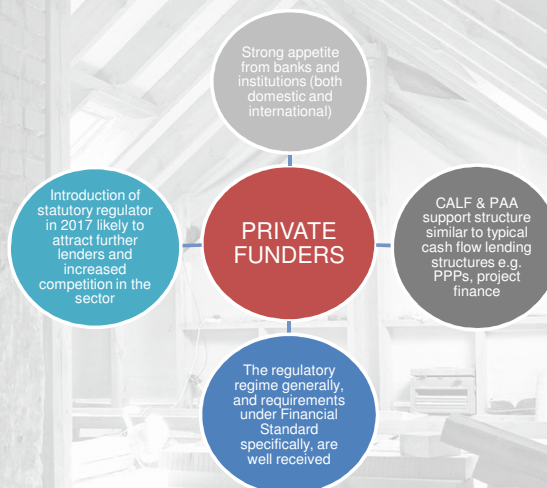 Strong appetite
from banks and
institutions (both
domestic and
international)
Introduction of
statutory regulator
in 2017 likely to
attract further
lenders and
increased
competition in the
sector
PRIVATE
FUNDERS
CALF & PAA
support structure
similar to typical
cash flow lending
structures e.g.
PPPs, project
finance
The regulatory
regime generally,
and requirements
under Financial
Standard
specifically, are
well received